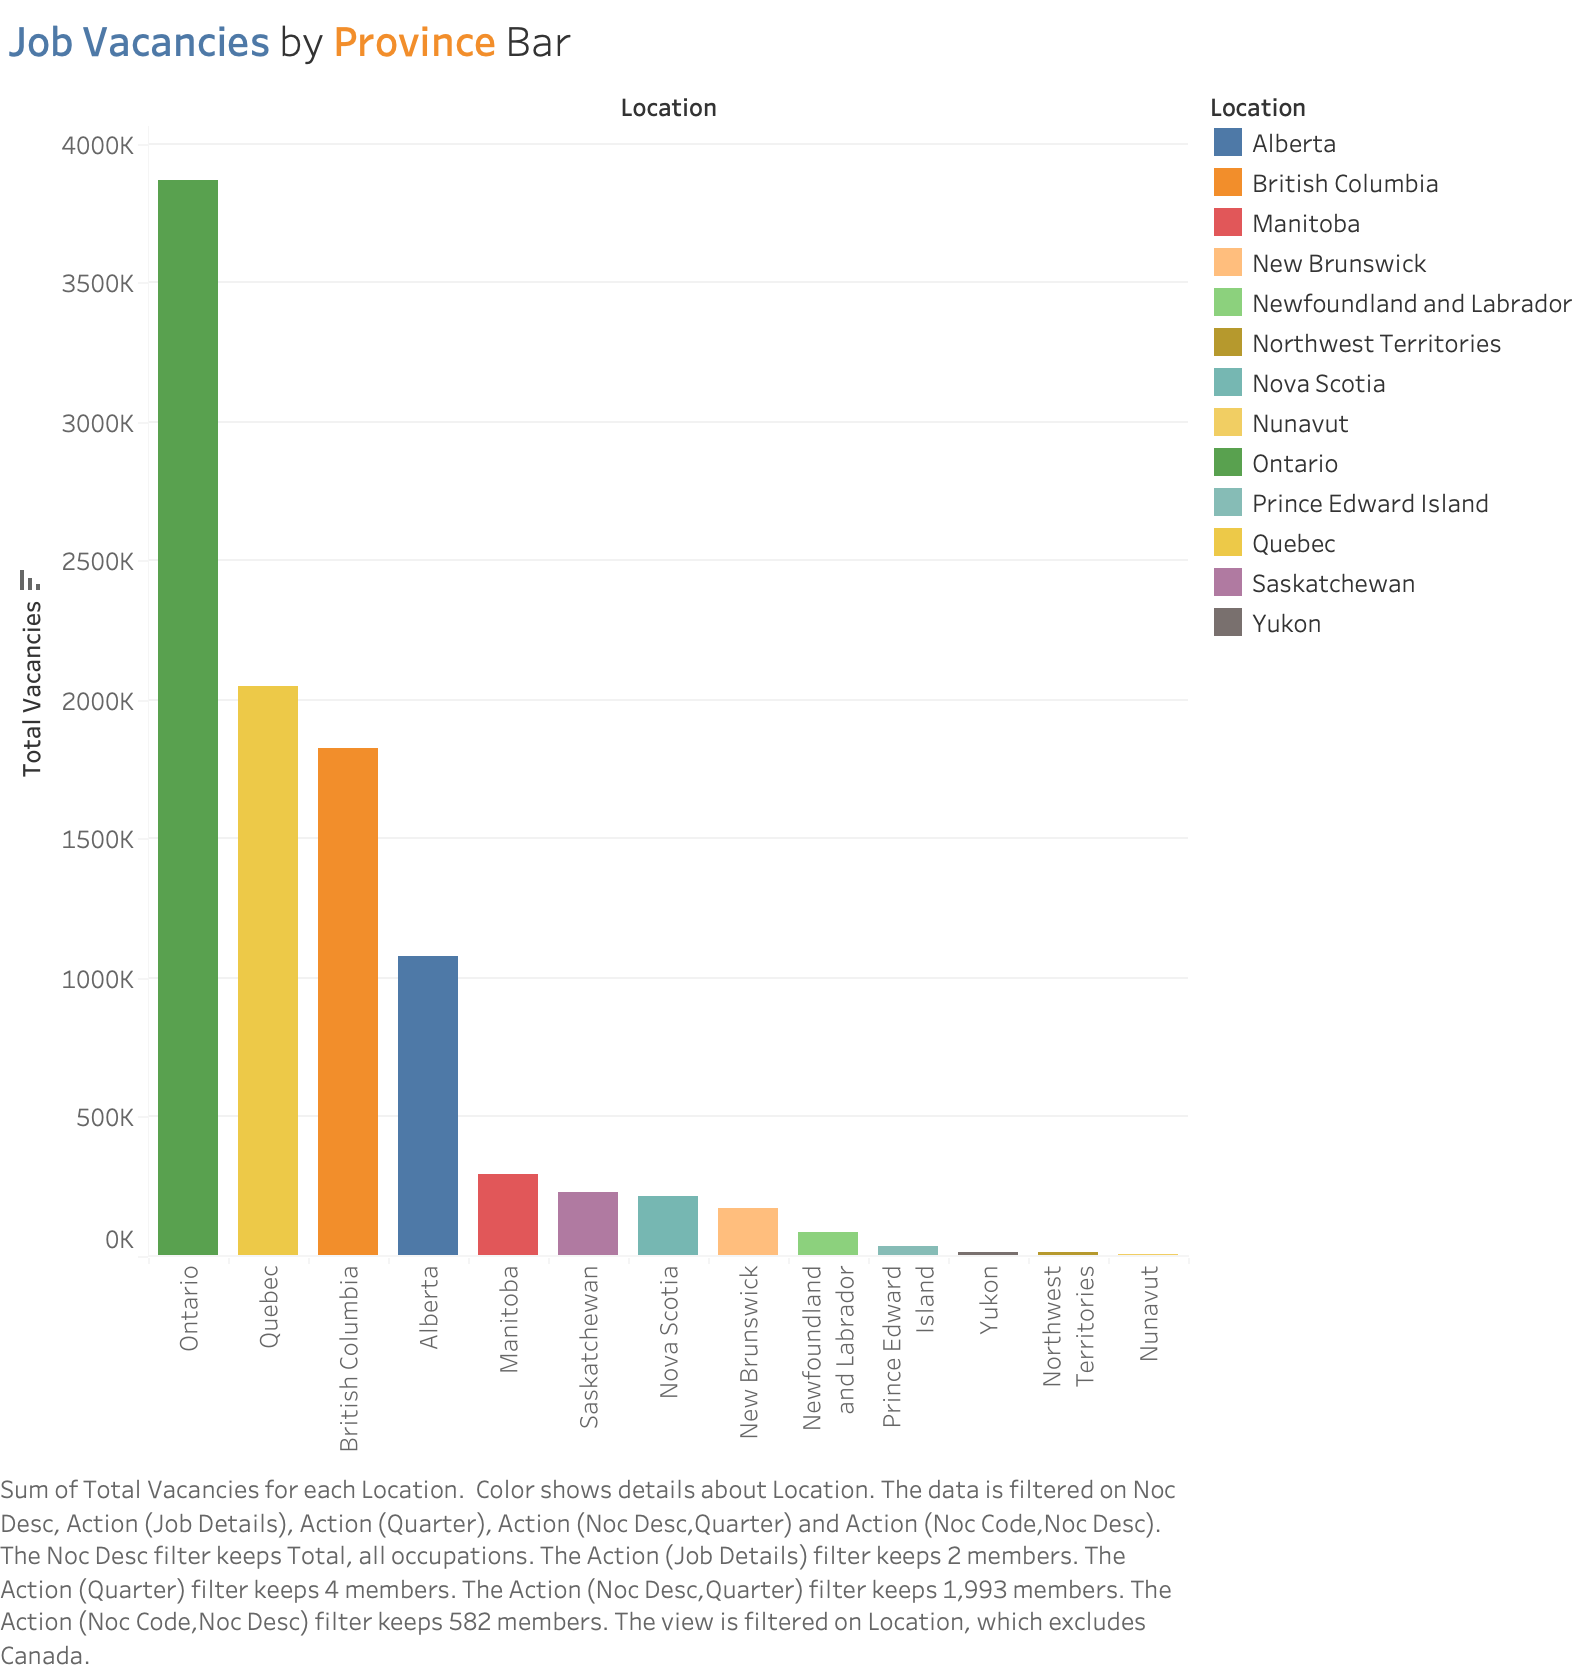 Job Vacancies by Province Bar
Location
4000K
3500K
3000K
2500K
2000K
1500K
1000K
500K
0K
Total Vacancies
Ontario
Quebec
British Columbia
Alberta
Manitoba
Saskatchewan
Nova Scotia
New Brunswick
Newfoundland
and Labrador
Prince Edward
Island
Yukon
Northwest
Territories
Nunavut
Location
Alberta
British Columbia
Manitoba
New Brunswick
Newfoundland and Labrador
Northwest Territories
Nova Scotia
Nunavut
Ontario
Prince Edward Island
Quebec
Saskatchewan
Yukon
Sum of Total Vacancies for each Location.  Color shows details about Location. The data is filtered on Noc
Desc, Action (Job Details), Action (Quarter), Action (Noc Desc,Quarter) and Action (Noc Code,Noc Desc).
The Noc Desc filter keeps Total, all occupations. The Action (Job Details) filter keeps 2 members. The
Action (Quarter) filter keeps 4 members. The Action (Noc Desc,Quarter) filter keeps 1,993 members. The
Action (Noc Code,Noc Desc) filter keeps 582 members. The view is filtered on Location, which excludes
Canada.